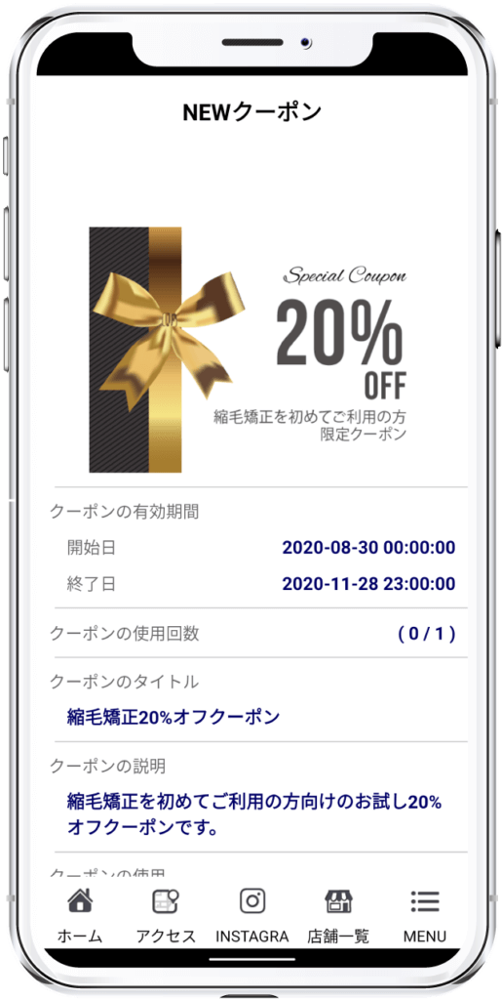 NEWクーポン
Special Coupon
20%
OFF
縮毛矯正を初めてご利用の方
限定クーポン
クーポンの有効期間
開始日 2020-08-30 00:00:00
終了日 2020-11-28 23:00:00
クーポンの使用回数 ( 0 / 1 )
クーポンのタイトル
縮毛矯正20%オフクーポン
クーポンの説明
縮毛矯正を初めてご利用の方向けのお試し20%
オフクーポンです。
クーポンの使用
ホーム アクセス INSTAGRA 店舗一覧 MENU